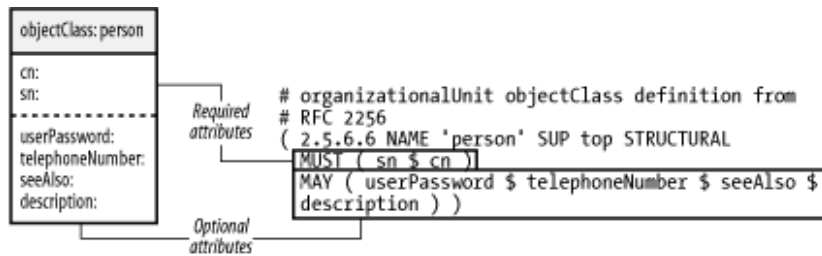 objectClass: person
cn:
sn:
userPassword:
telephoneNumber:
seeAlso:
description:
Required
attributes
Optional
attributes
# organizationalUnit objectClass definition from
# RFC 2256
( 2.5.6.6 NAME 'person' SUP top STRUCTURAL
MUST ( sn $ cn )
MAY ( userPassword $ telephoneNumber $ seeAlso $
description ) )